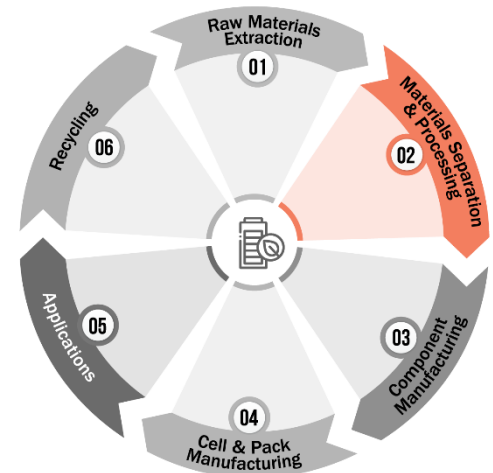 Raw Materials
Extraction
01
Materials Separation
& Processing
02
Component
Manufacturing
03
04
Cell & Pack
Manufacturing
Applications
05
Recycling
06